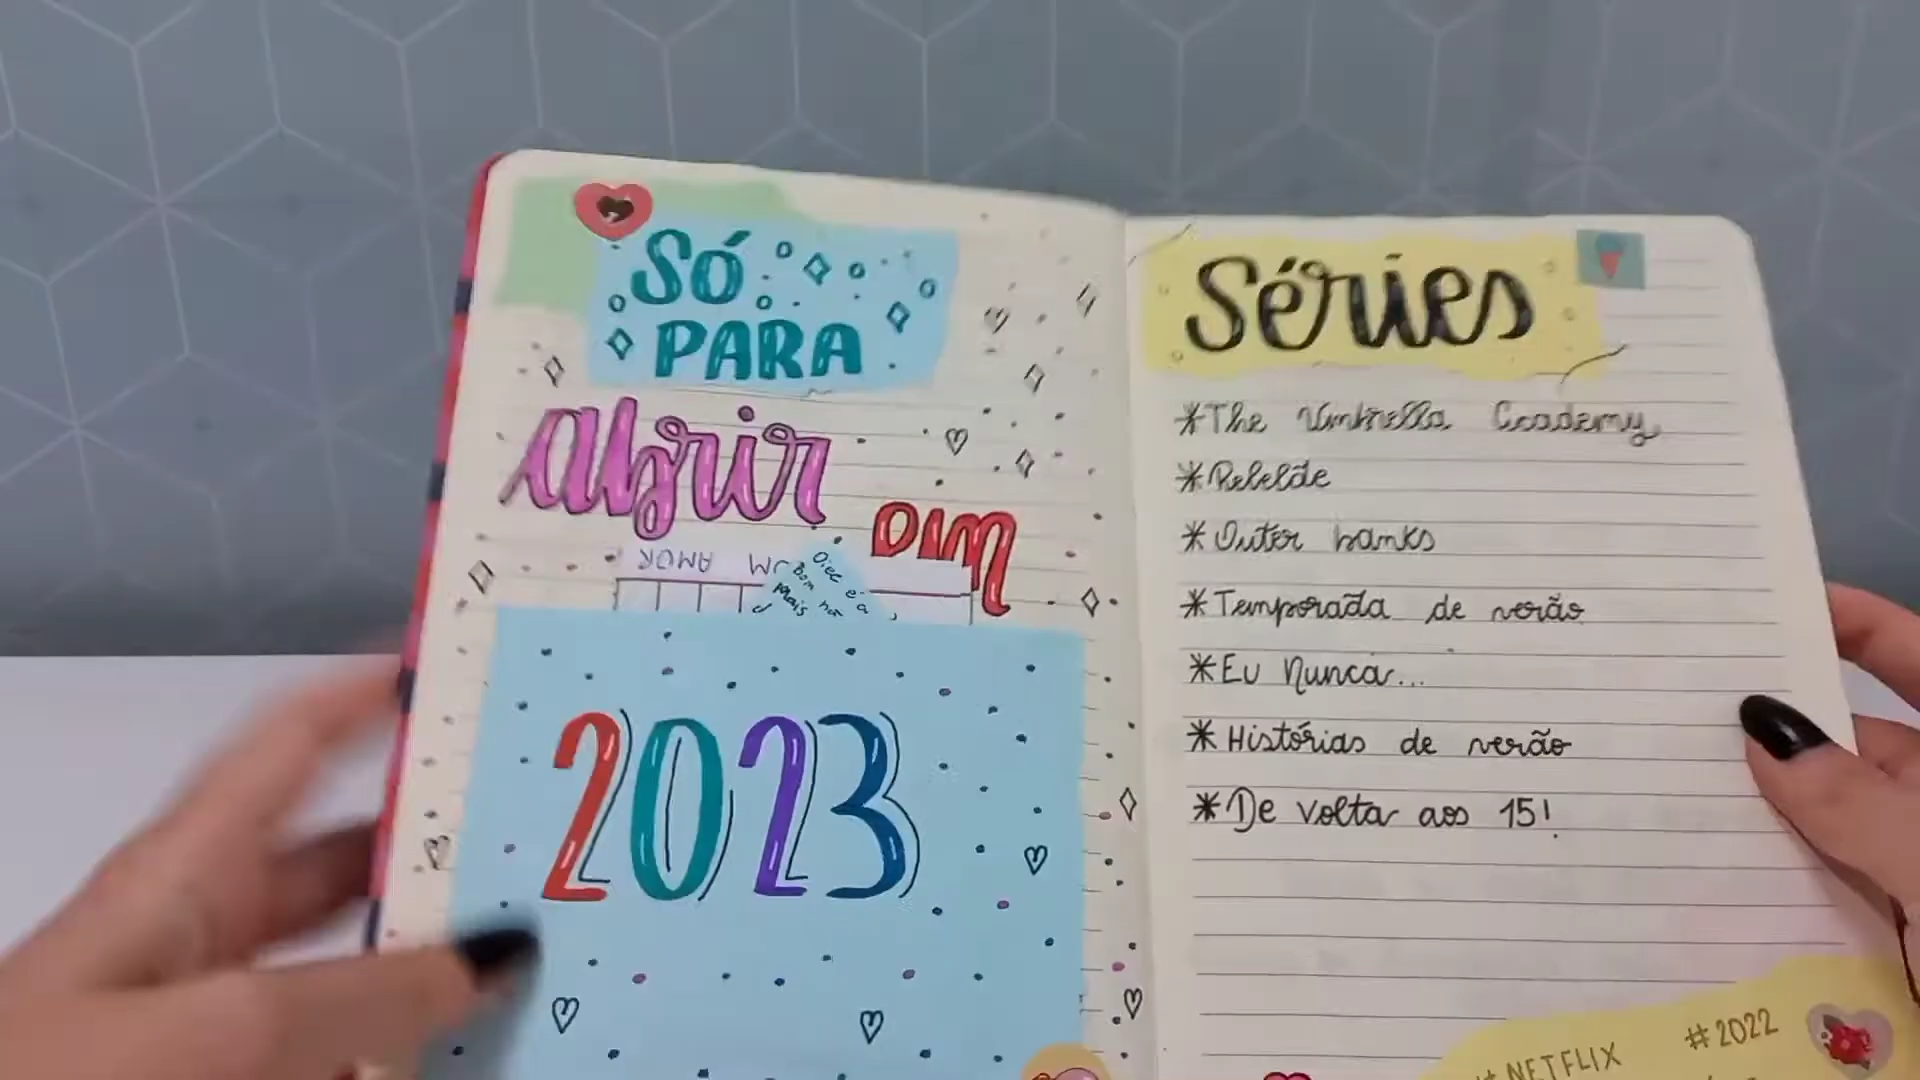 SÓ
PARA
Abrir
DIM
2023
Séries
*The Umbrella Academy
*Rebelde
*Outer banks
*Temporada de verão
*Eu Nunca...
*Histórias de verão
*De volta aos 15!
#NETFLIX #2022